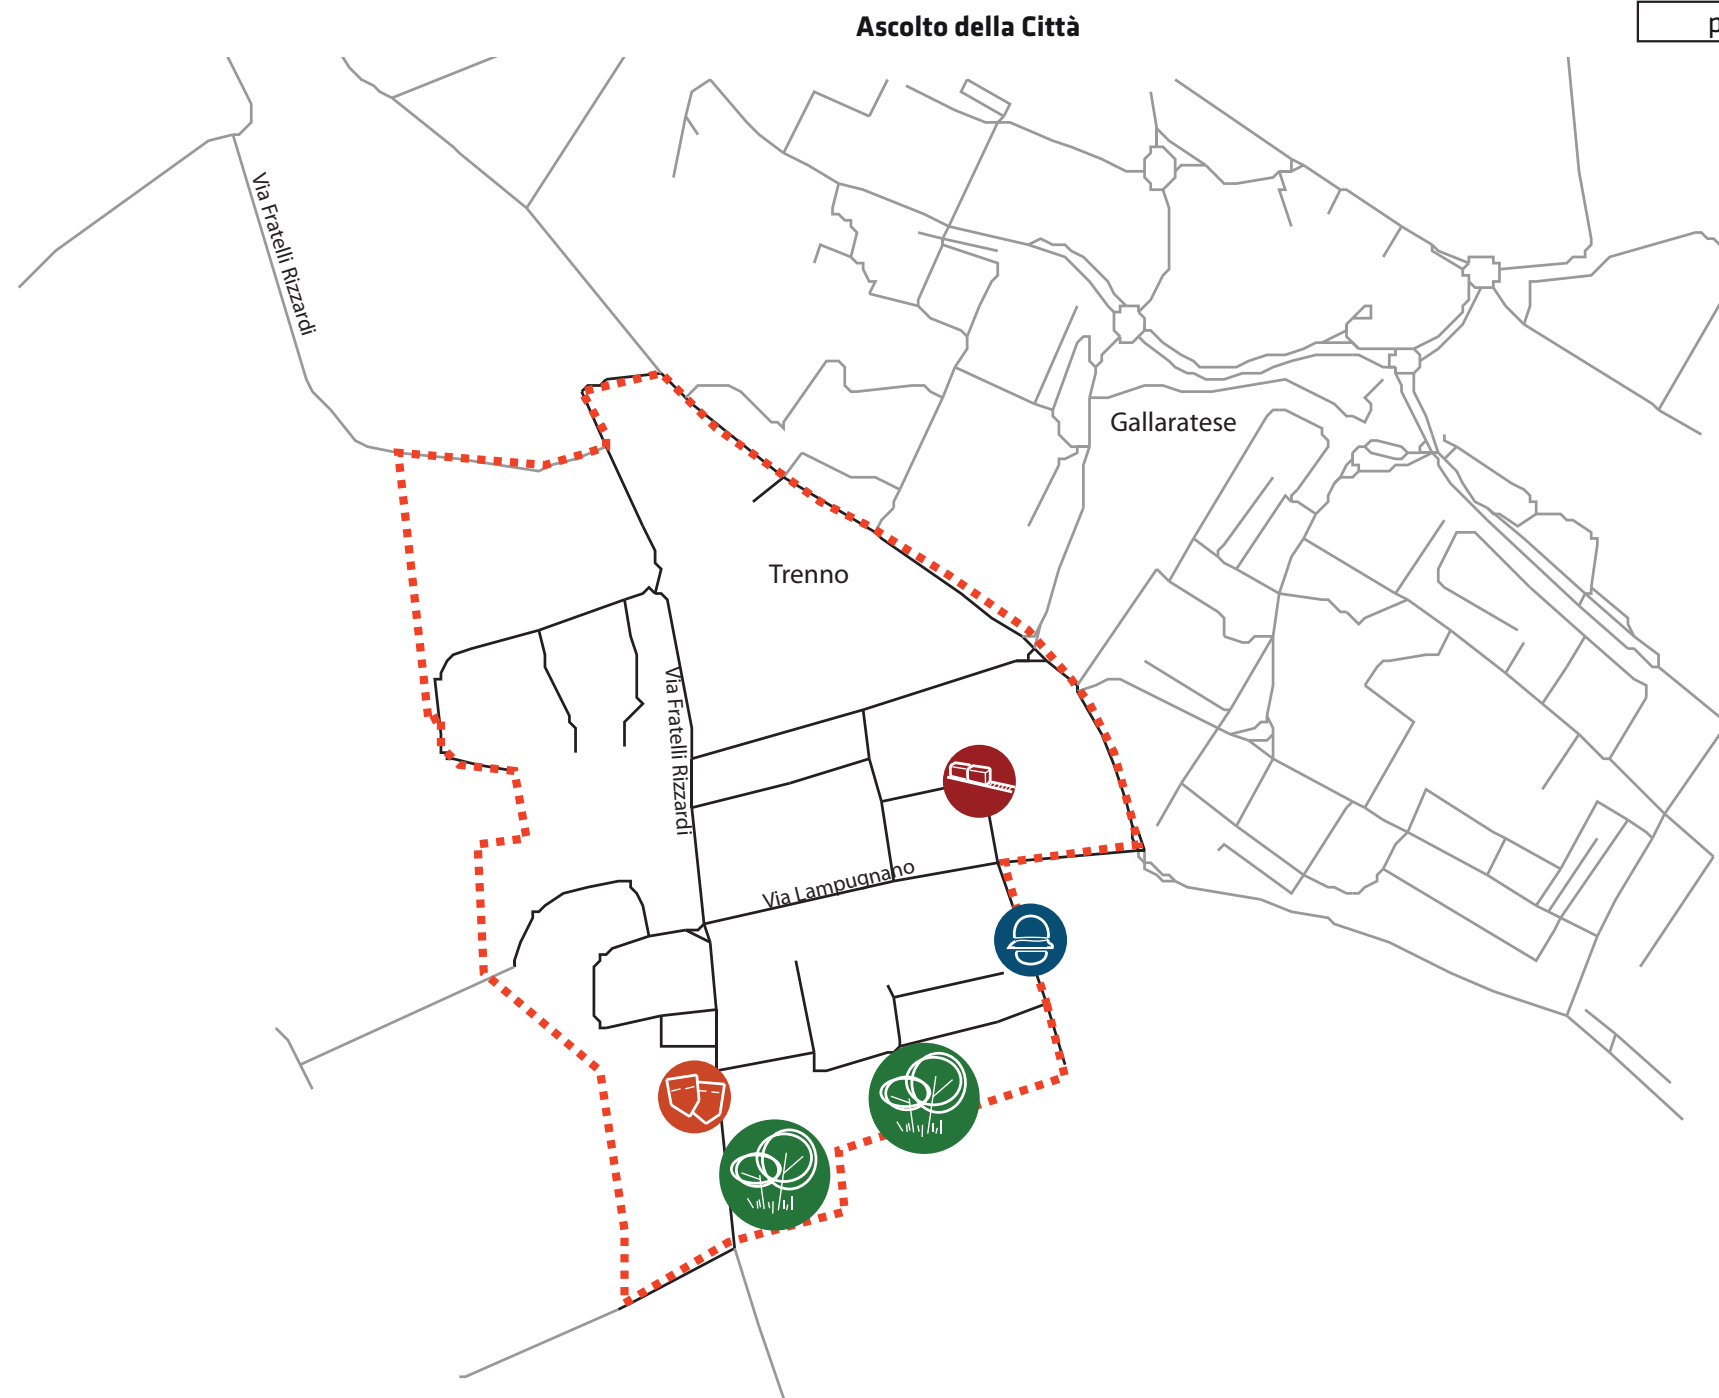 Ascolto della Città
p
Via Fratelli Rizzardi
Gallaratese
Trenno
Via Fratelli Rizzardi
Via Lampugnano